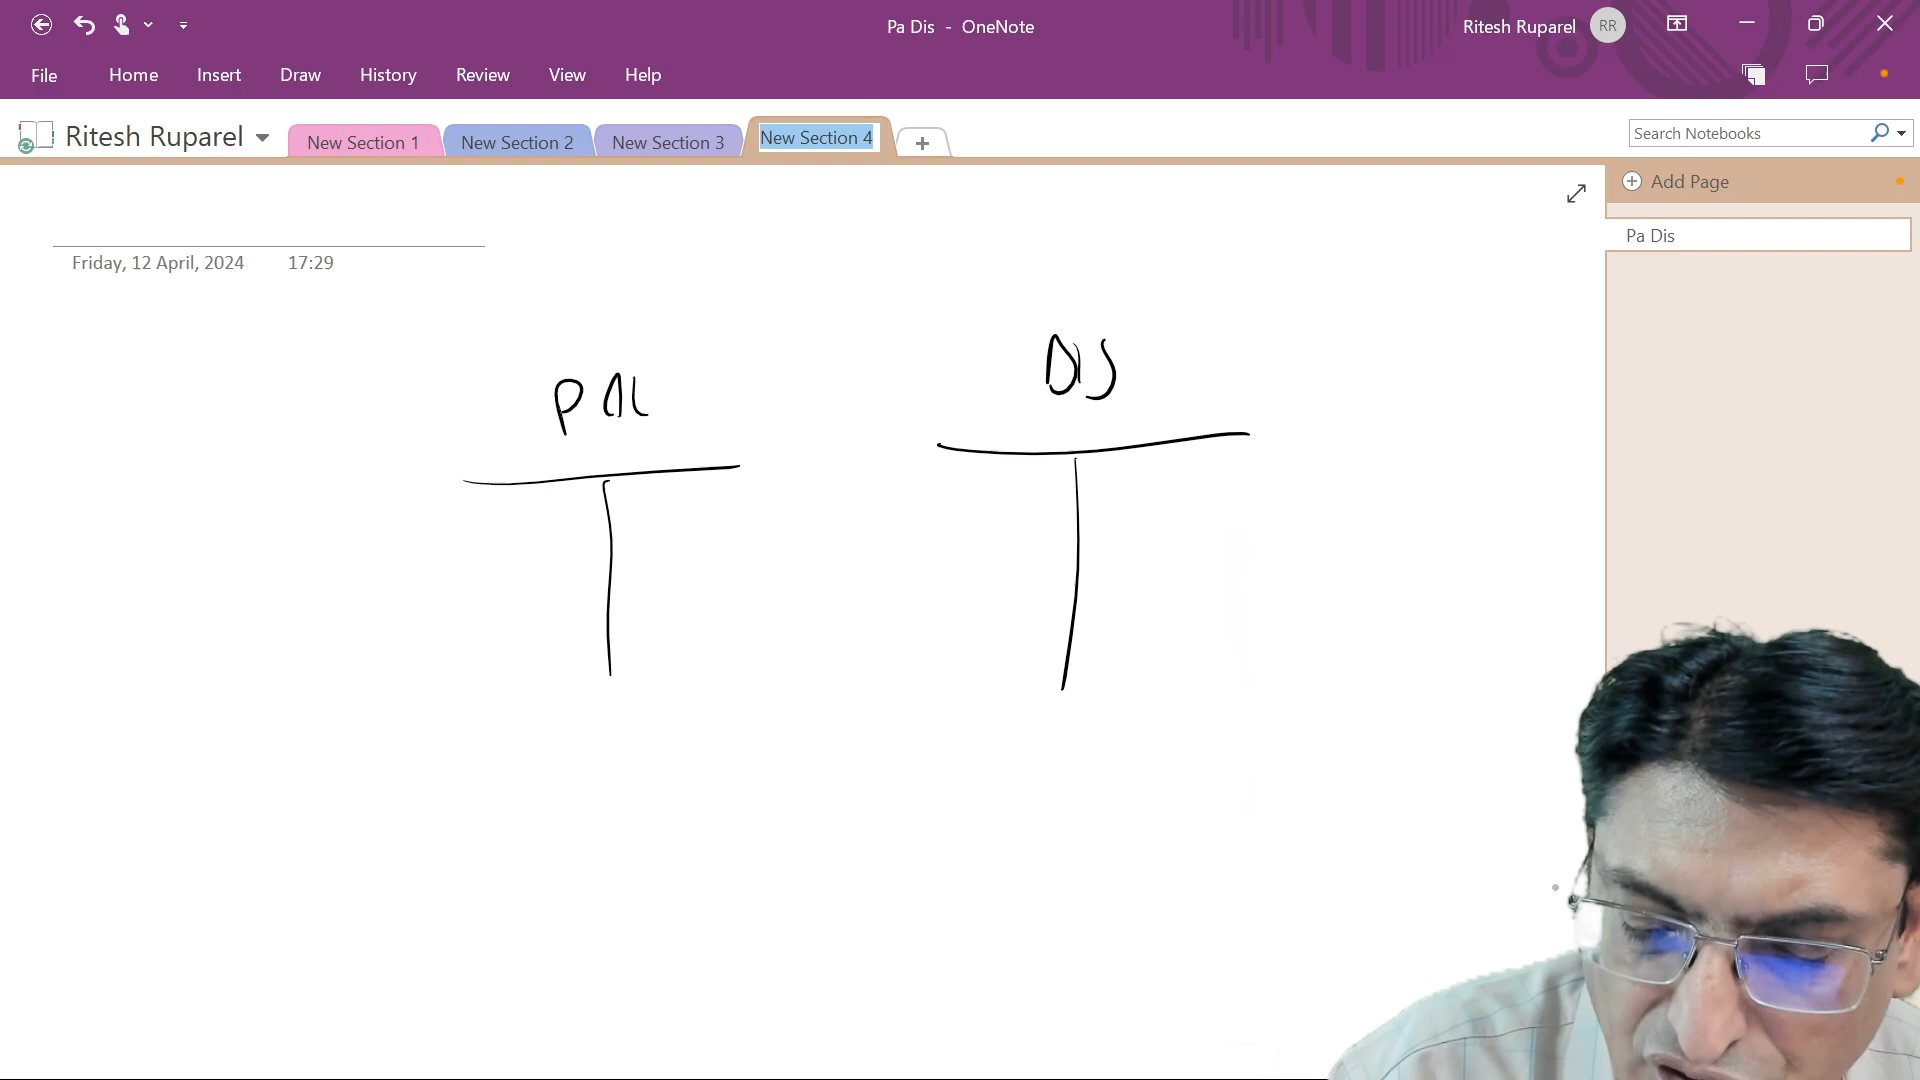 Pa Dis - OneNote
Ritesh Ruparel RR
File Home Insert Draw History Review View Help
Ritesh Ruparel
New Section 1 New Section 2 New Section 3 New Section 4 +
Search Notebooks
Add Page
Pa Dis
Friday, 12 April, 2024 17:29
DIS